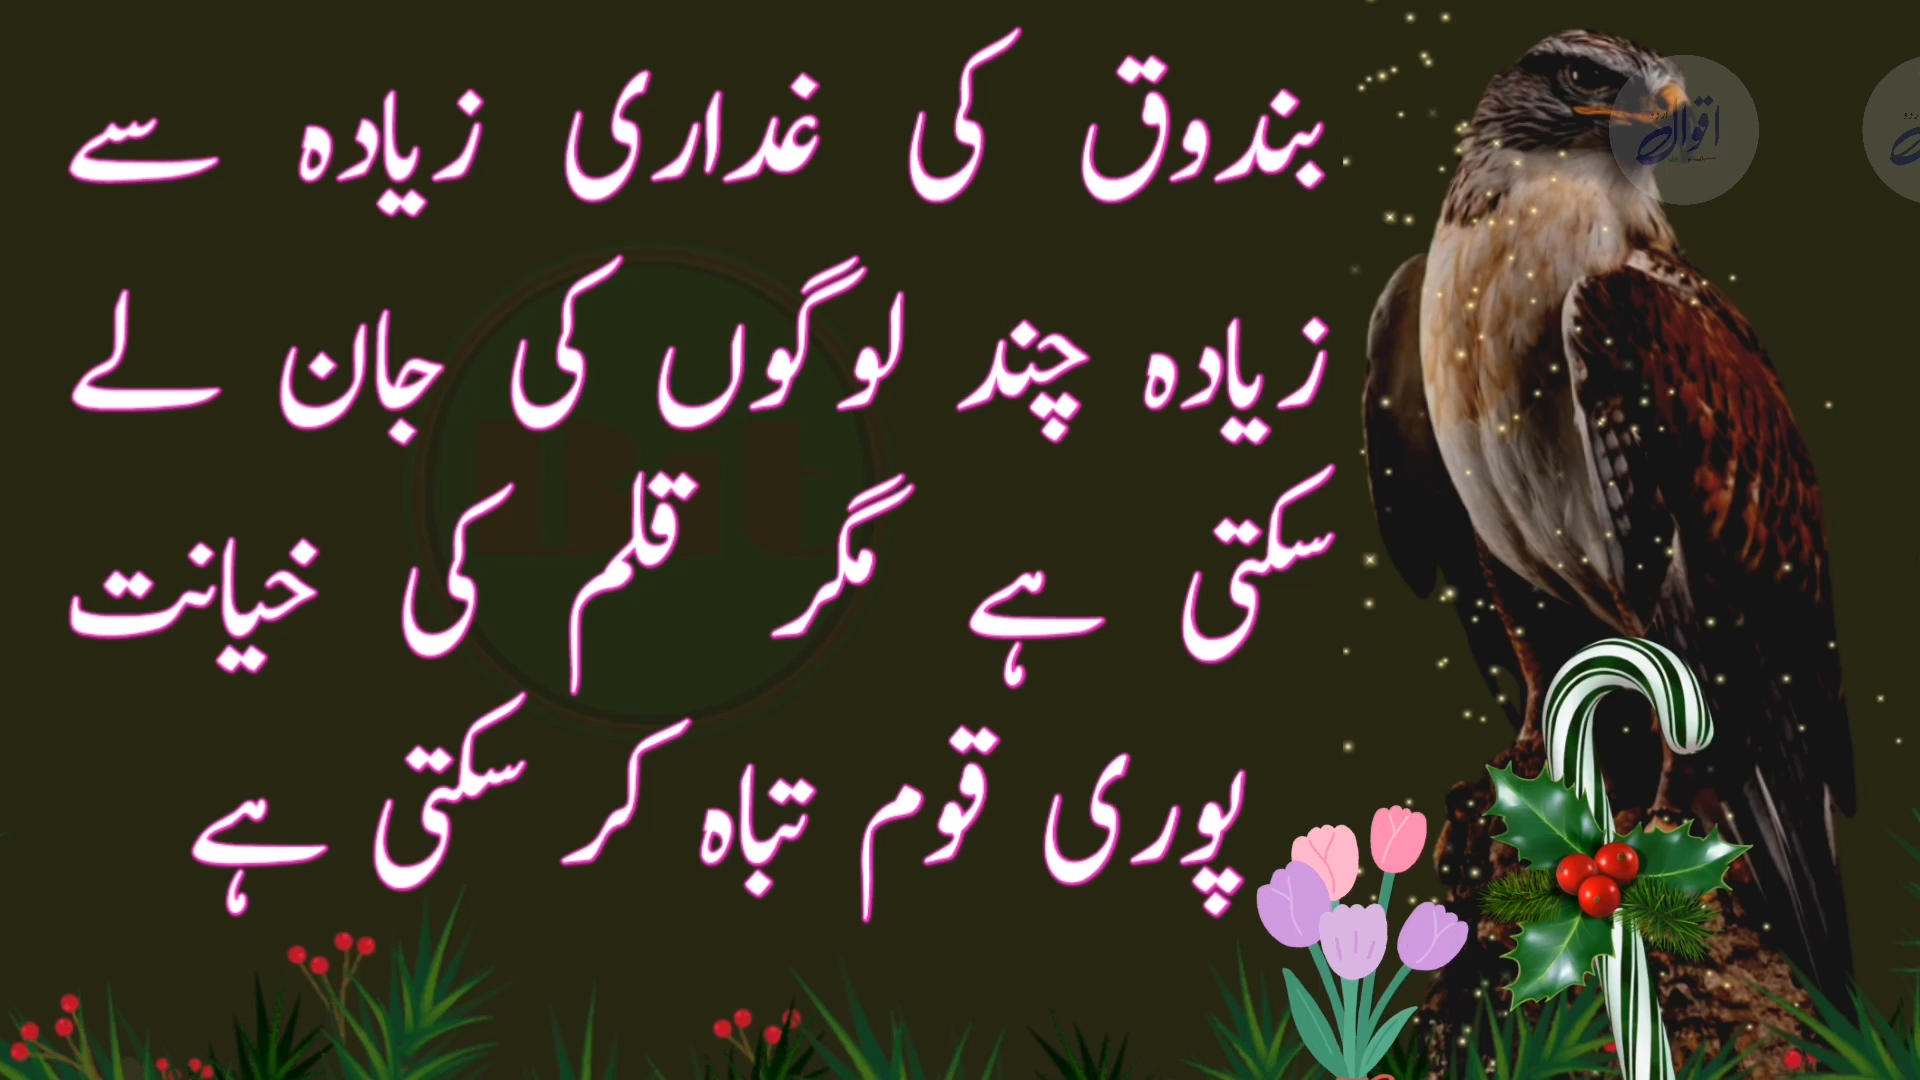 بندوق کی غداری زیادہ سے
زیادہ چند لوگوں کی جان لے
سکتی ہے مگر قلم کی خیانت
پوری قوم تباہ کر سکتی ہے
اقوال